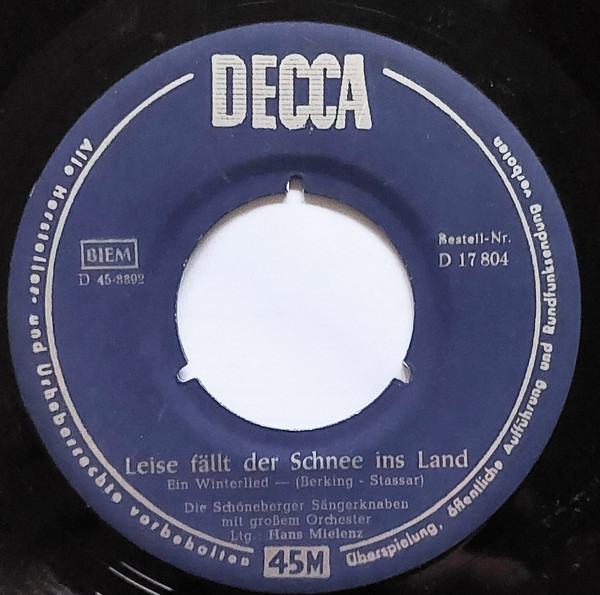 DECCA
BIEM
D 45-8892
Bestell-Nr.
D 17 804
Leise fällt der Schnee ins Land
Ein Winterlied — (Berking - Stassar)
Die Schöneberger Sängerknaben
mit großem Orchester
Ltg.: Hans Mielenz
45M
Alle Hersteller- und Urheberrechte vorbehalten
Überspielung, öffentliche Aufführung und Rundfunksendung verboten